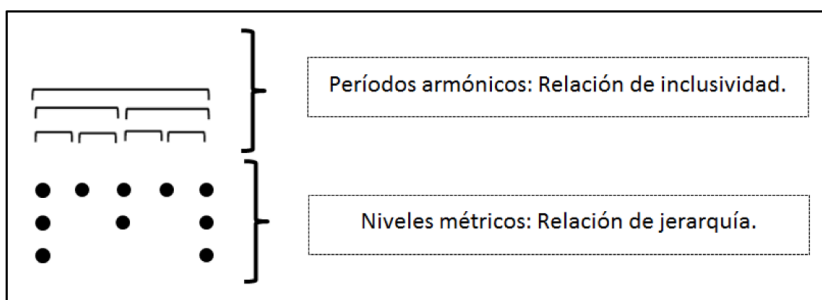 Períodos armónicos: Relación de inclusividad.
Niveles métricos: Relación de jerarquía.